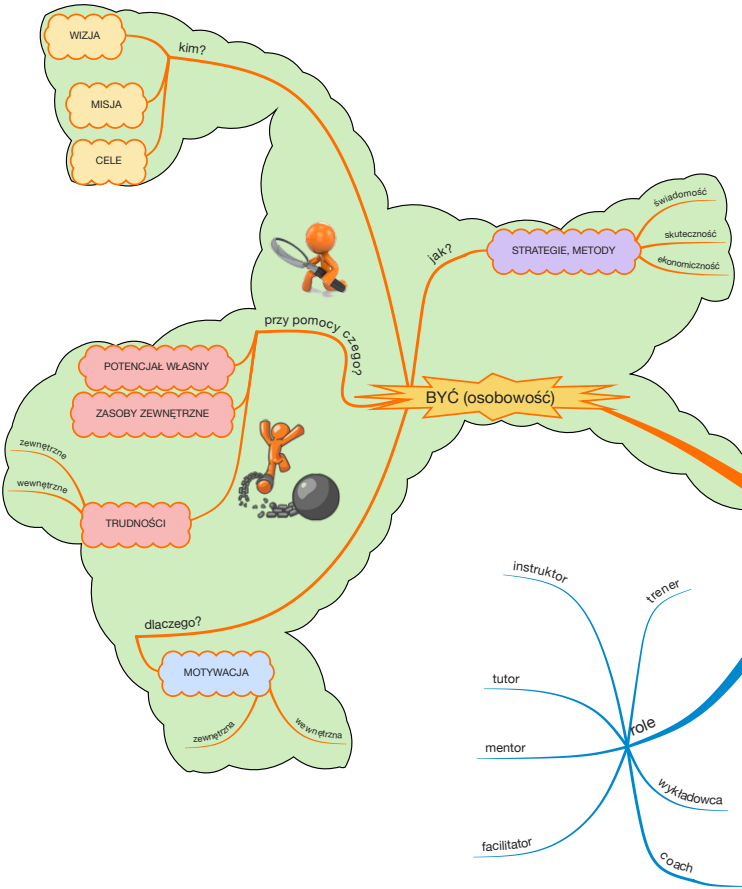 WIZJA
kim?
MISJA
CELE
świadomość
jak?
STRATEGIE, METODY
skuteczność
ekonomiczność
przy pomocy czego?
POTENCJAŁ WŁASNY
ZASOBY ZEWNĘTRZNE
BYĆ (osobowość)
zewnętrzne
wewnętrzne
TRUDNOŚCI
dlaczego?
MOTYWACJA
zewnętrzna
wewnętrzna
instruktor
trener
tutor
role
mentor
wykładowca
facilitator
coach